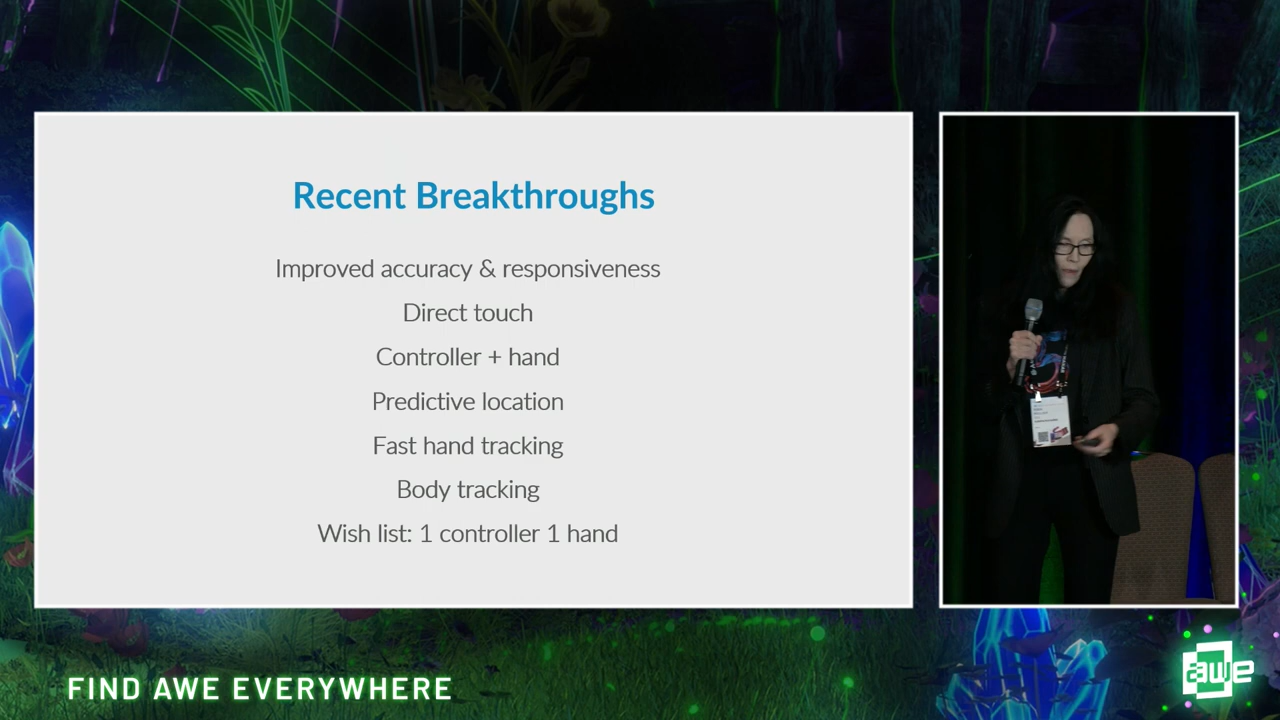 Recent Breakthroughs
Improved accuracy & responsiveness
Direct touch
Controller + hand
Predictive location
Fast hand tracking
Body tracking
Wish list: 1 controller 1 hand
FIND AWE EVERYWHERE
awe